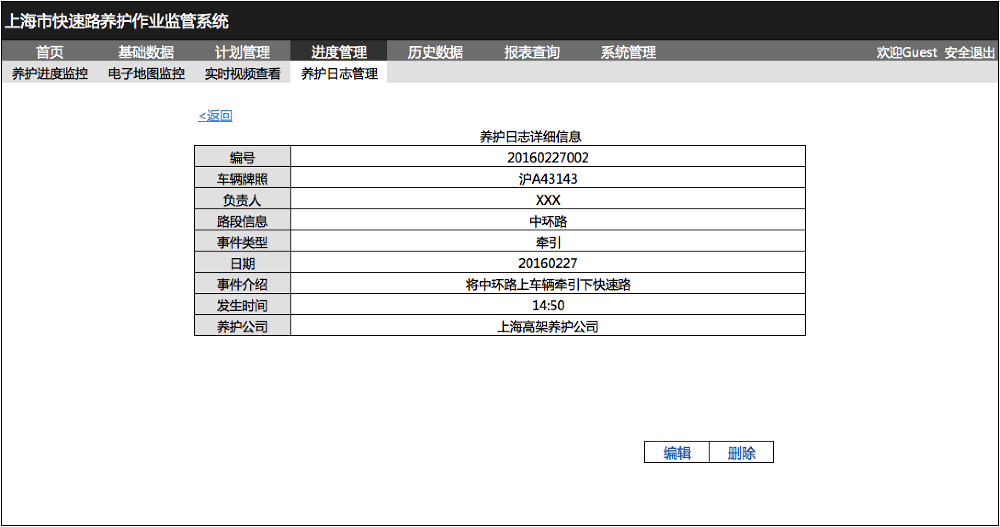 上海市快速路养护作业监管系统
首页 基础数据 计划管理 进度管理 历史数据 报表查询 系统管理 欢迎Guest 安全退出
养护进度监控 电子地图监控 实时视频查看 养护日志管理
<返回
养护日志详细信息
编号 20160227002
车辆牌照 沪A43143
负责人 XXX
路段信息 中环路
事件类型 牵引
日期 20160227
事件介绍 将中环路上车辆牵引下快速路
发生时间 14:50
养护公司 上海高架养护公司
编辑 删除